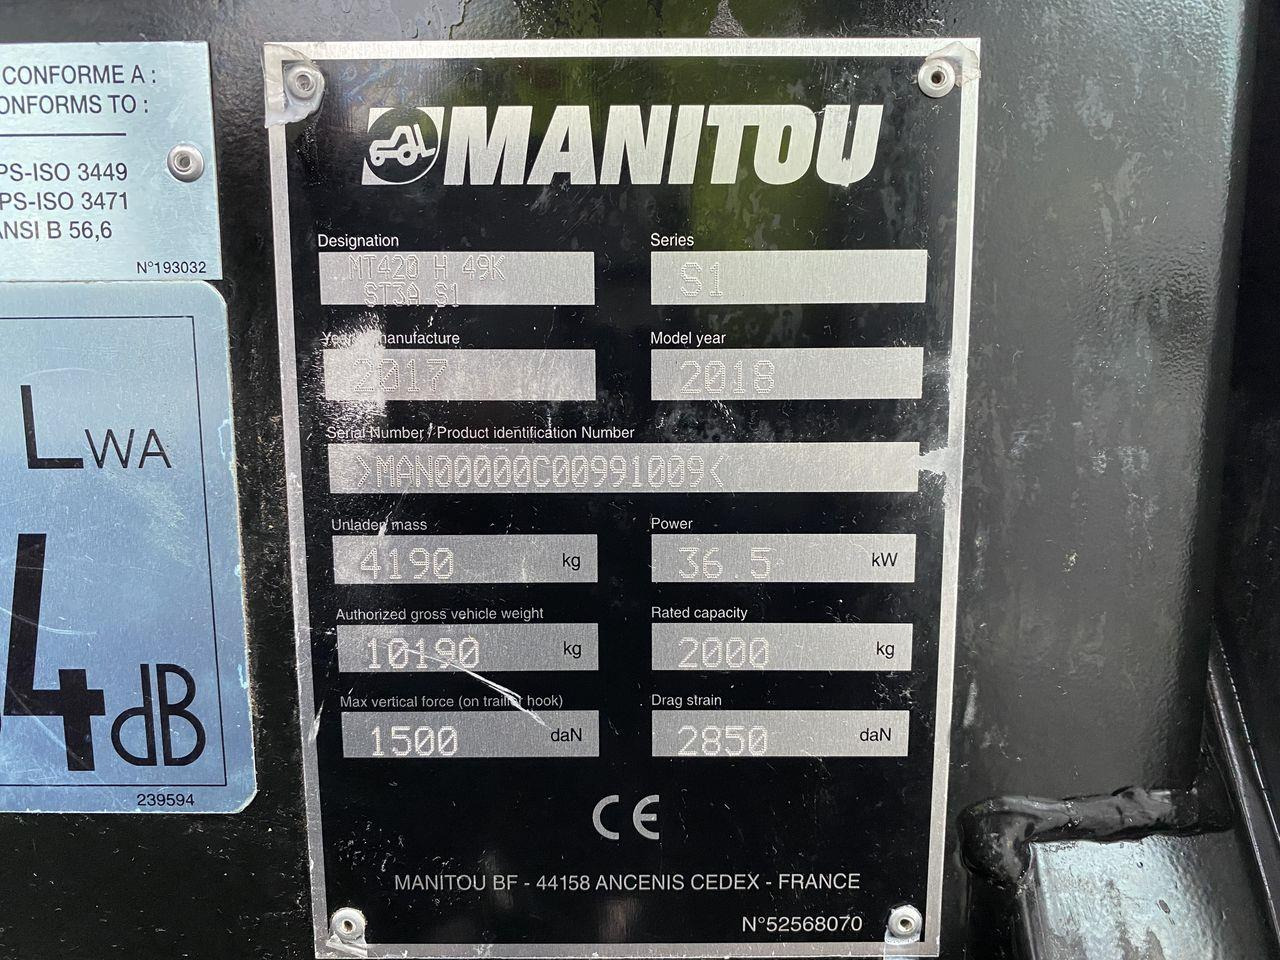 CONFORME A :
ONFORMS TO :
PS-ISO 3449
PS-ISO 3471
ANSI B 56,6
N°193032
LWA
4dB
239594
MANITOU
Designation
MT420 H 49K
ST3A S1
Series
S1
Year of manufacture
2017
Model year
2018
Serial Number / Product identification Number
>MAN00000C00991009<
Unladen mass
4190 kg
Power
36.5 kW
Authorized gross vehicle weight
10190 kg
Rated capacity
2000 kg
Max vertical force (on trailer hook)
1500 daN
Drag strain
2850 daN
CE
MANITOU BF - 44158 ANCENIS CEDEX - FRANCE
N°52568070